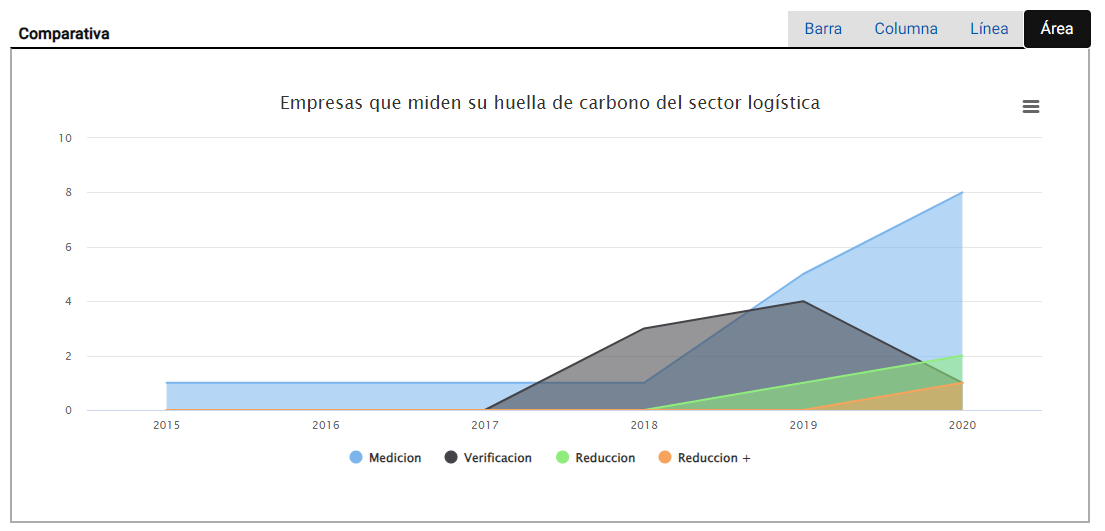 Comparativa
Barra Columna Línea Área
Empresas que miden su huella de carbono del sector logística
10
8
6
4
2
0
2015 2016 2017 2018 2019 2020
Medicion Verificacion Reduccion Reduccion +